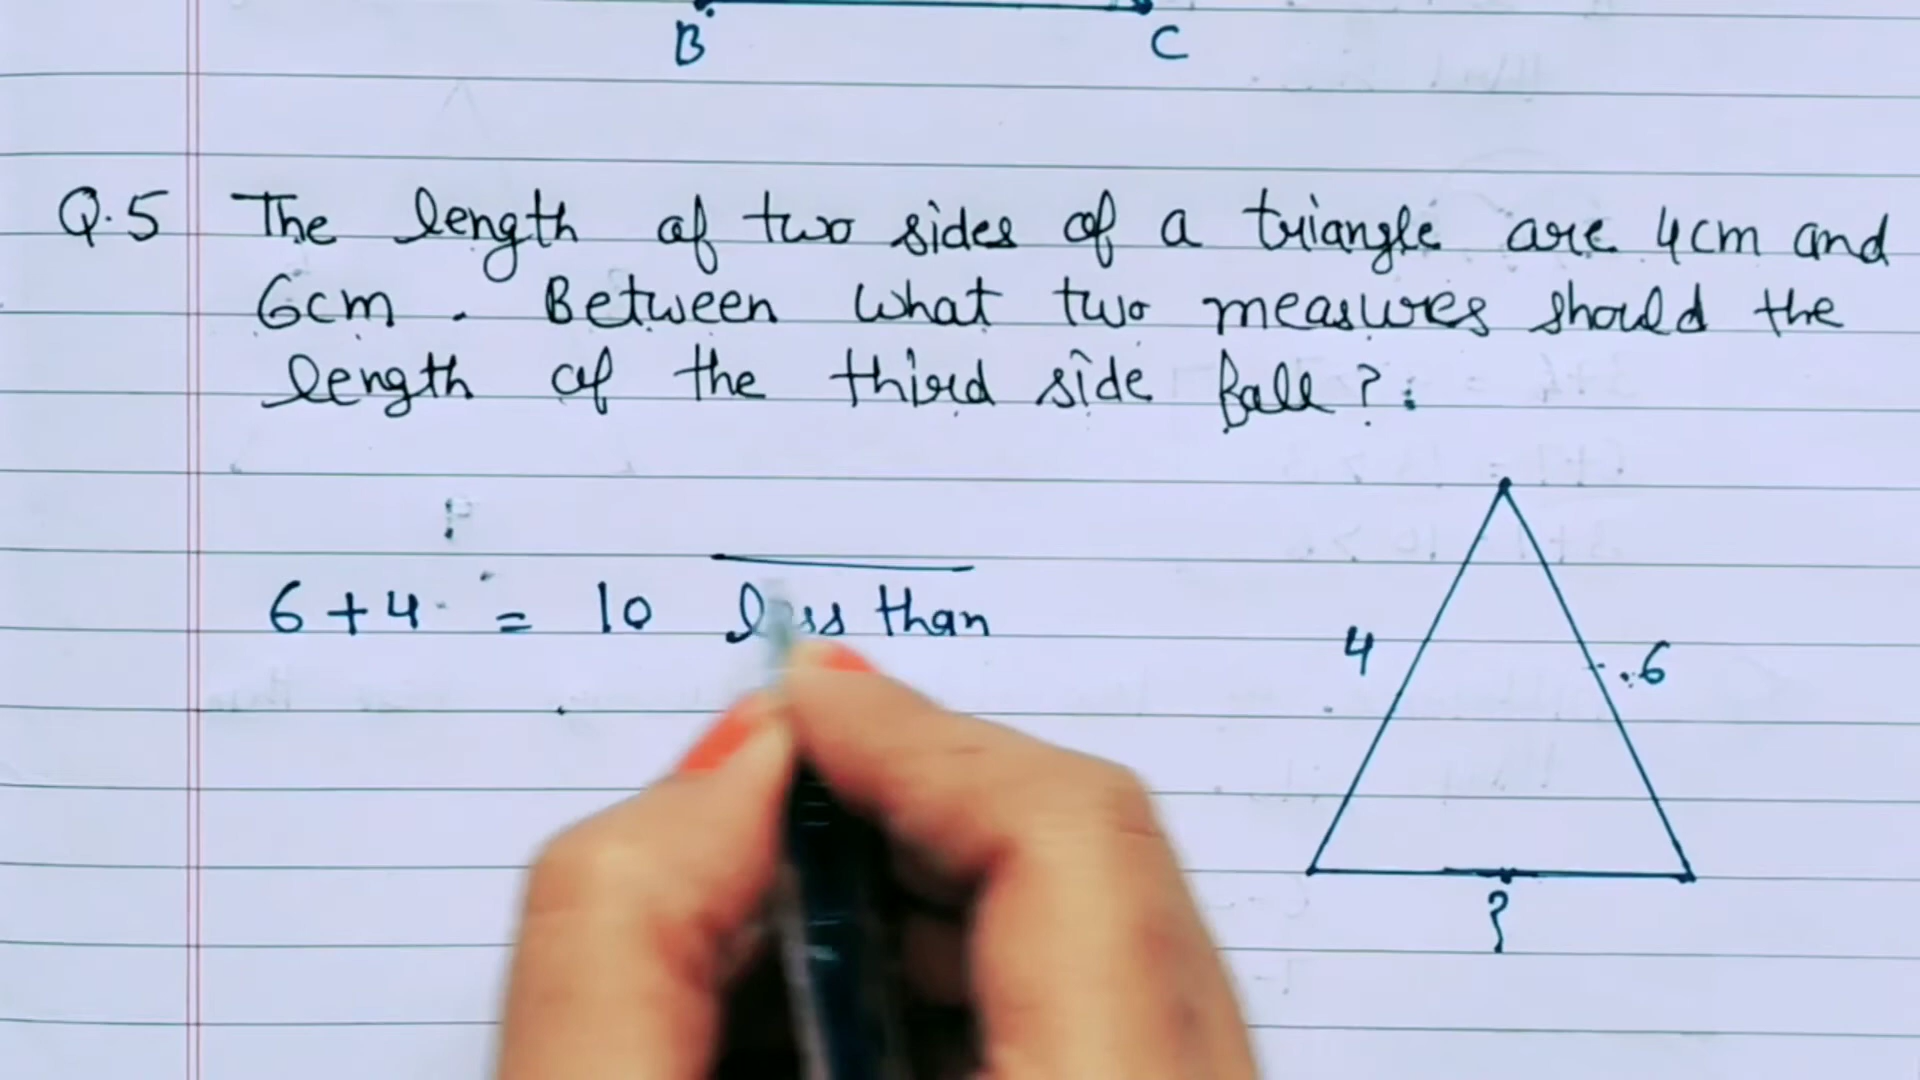 B C
Q.5 The length of two sides of a triangle are 4cm and
6cm. Between what two measures should the
length of the third side fall?
6+4 = 10 less than
4
6
?